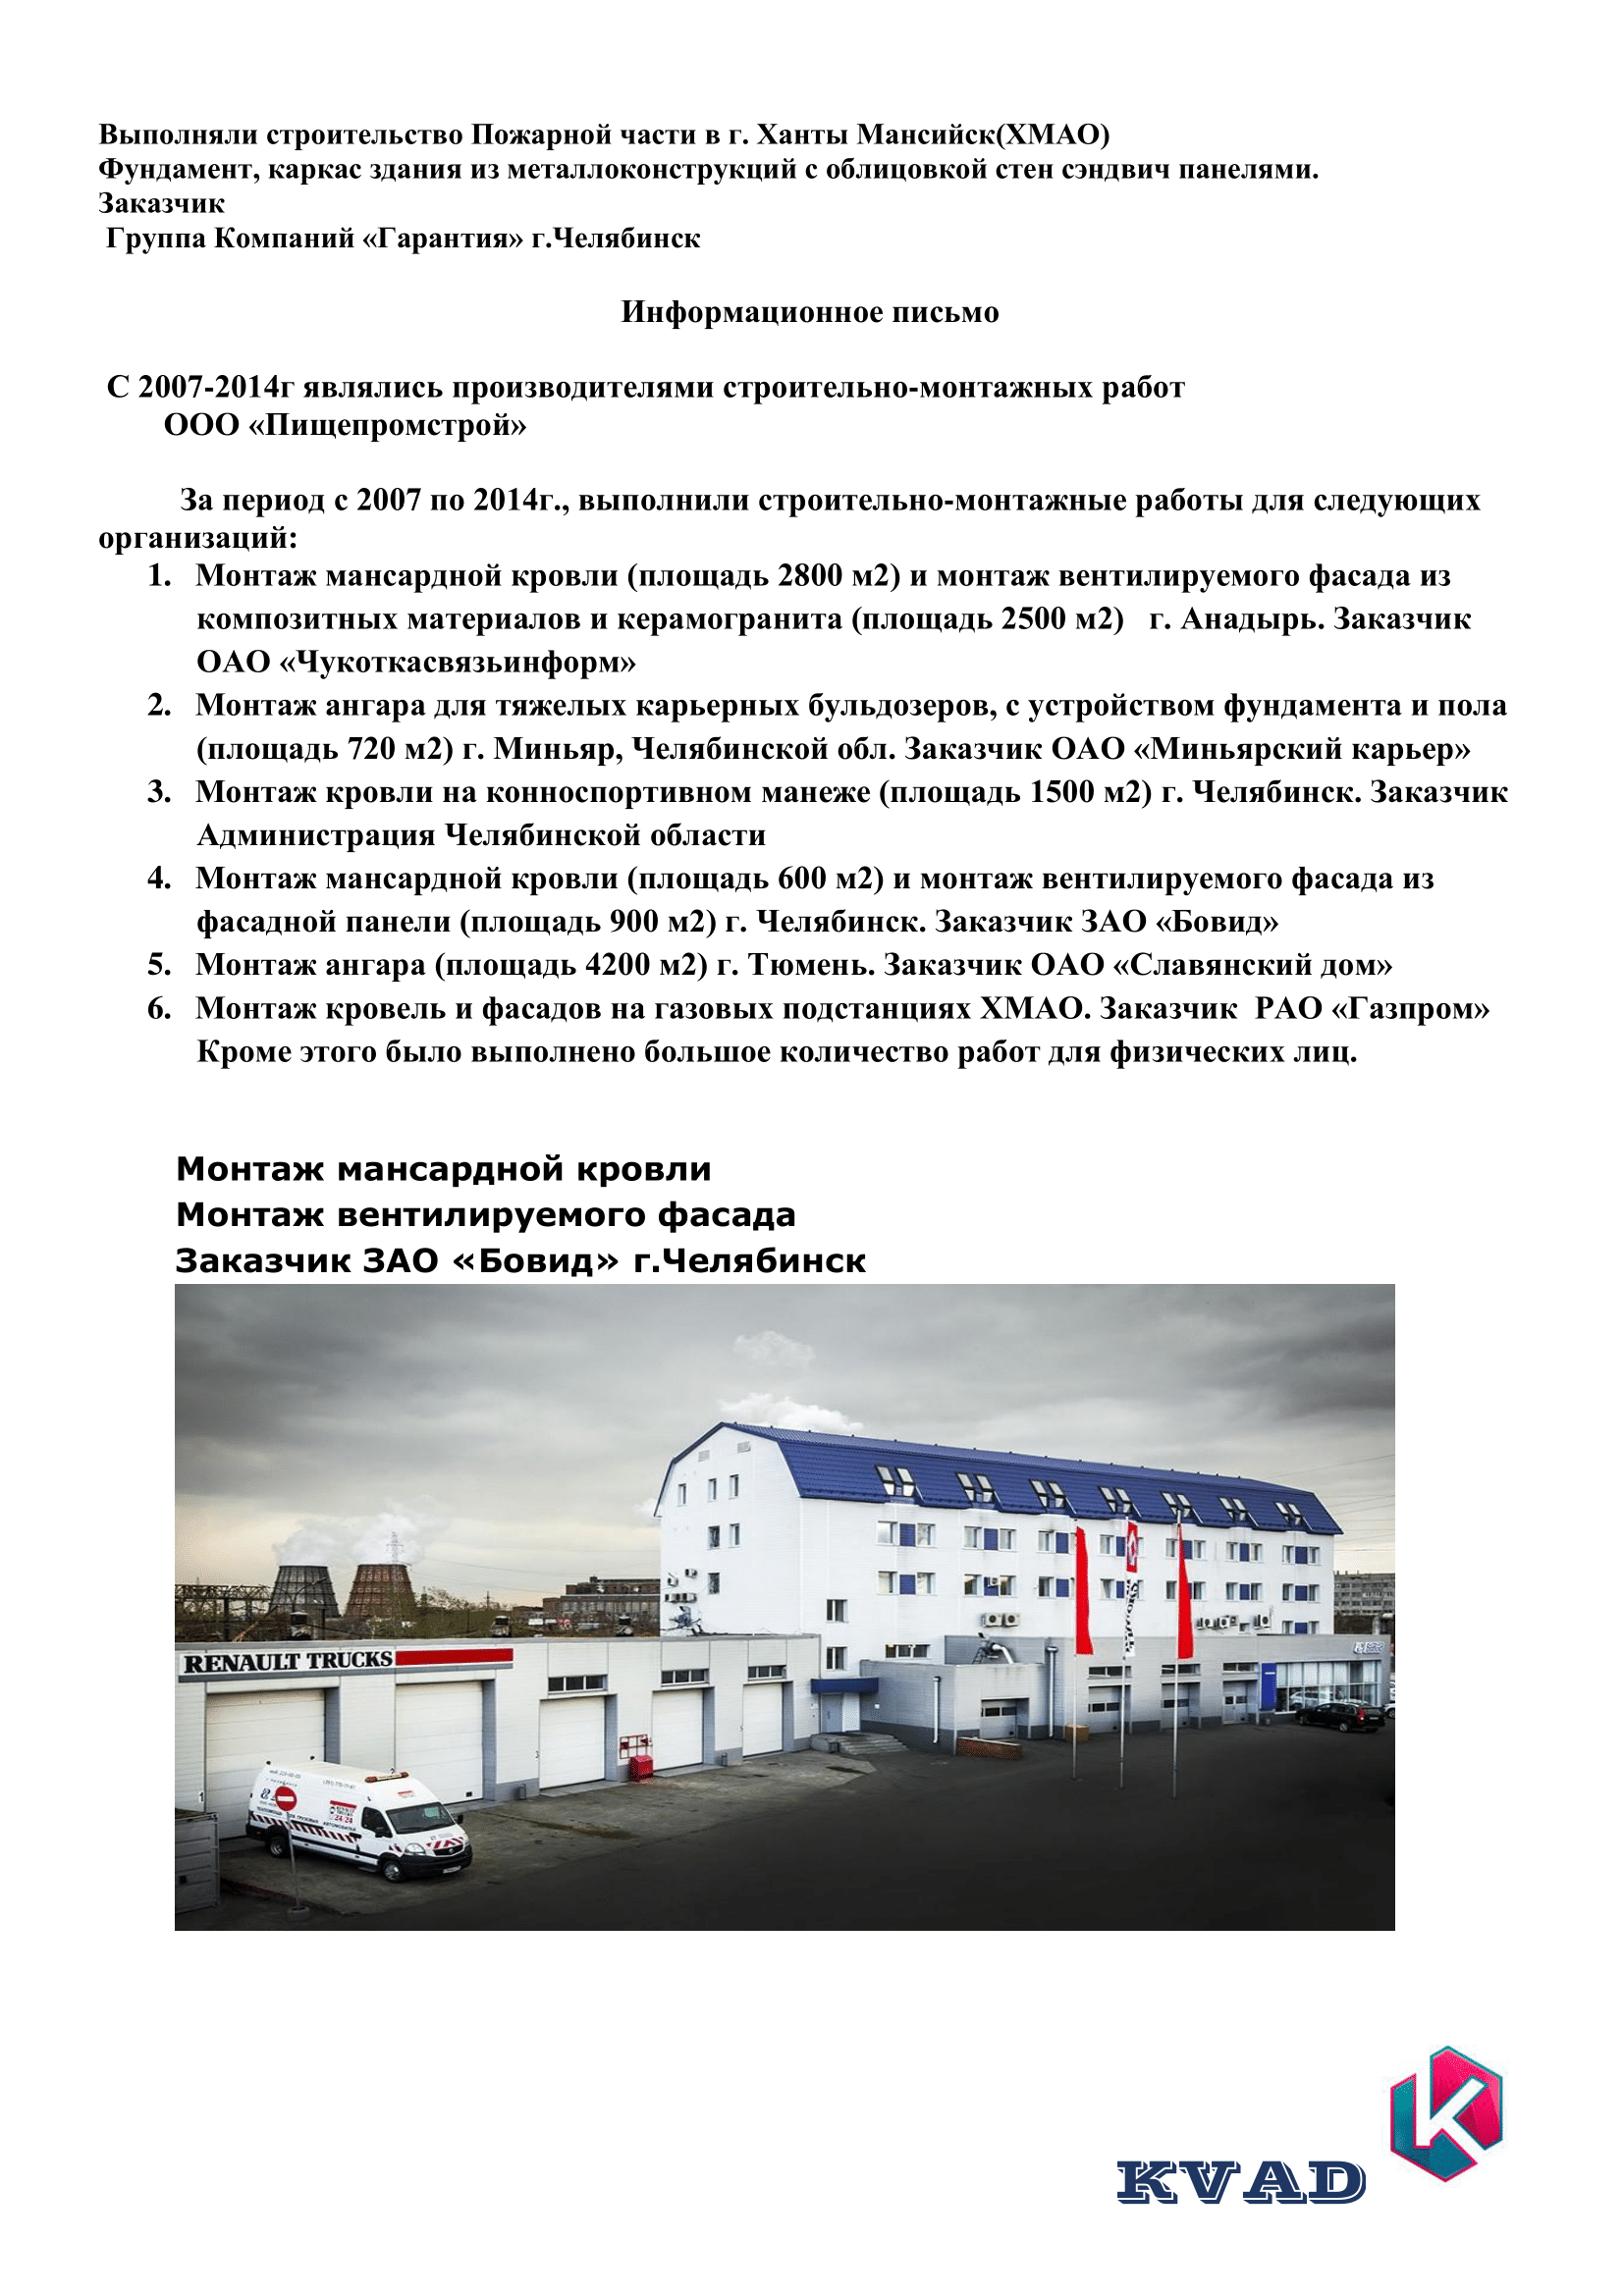 Выполняли строительство Пожарной части в г. Ханты Мансийск(ХМАО)
Фундамент, каркас здания из металлоконструкций с облицовкой стен сэндвич панелями.
Заказчик
Группа Компаний «Гарантия» г.Челябинск
Информационное письмо
С 2007-2014г являлись производителями строительно-монтажных работ
ООО «Пищепромстрой»
За период с 2007 по 2014г., выполнили строительно-монтажные работы для следующих
организаций:
1. Монтаж мансардной кровли (площадь 2800 м2) и монтаж вентилируемого фасада из
композитных материалов и керамогранита (площадь 2500 м2) г. Анадырь. Заказчик
ОАО «Чукоткасвязьинформ»
2. Монтаж ангара для тяжелых карьерных бульдозеров, с устройством фундамента и пола
(площадь 720 м2) г. Миньяр, Челябинской обл. Заказчик ОАО «Миньярский карьер»
3. Монтаж кровли на конноспортивном манеже (площадь 1500 м2) г. Челябинск. Заказчик
Администрация Челябинской области
4. Монтаж мансардной кровли (площадь 600 м2) и монтаж вентилируемого фасада из
фасадной панели (площадь 900 м2) г. Челябинск. Заказчик ЗАО «Бовид»
5. Монтаж ангара (площадь 4200 м2) г. Тюмень. Заказчик ОАО «Славянский дом»
6. Монтаж кровель и фасадов на газовых подстанциях ХМАО. Заказчик РАО «Газпром»
Кроме этого было выполнено большое количество работ для физических лиц.
Монтаж мансардной кровли
Монтаж вентилируемого фасада
Заказчик ЗАО «Бовид» г.Челябинск
RENAULT TRUCKS
24/24
K
KVAD